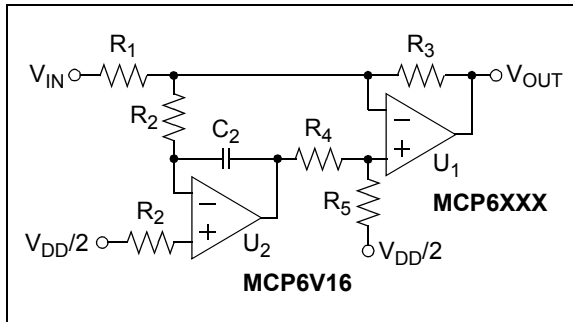 R1
R3
VIN
VOUT
R2
C2
R4
−
+
U1
R5
MCP6XXX
R2
−
+
U2
VDD/2
VDD/2
MCP6V16